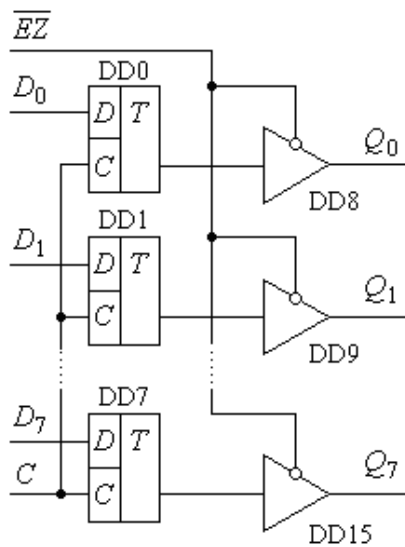 EZ
DD0
D₀ D T Q₀
C
DD8
DD1
D₁ D T Q₁
C
DD9
DD7
D₇ D T Q₇
C C
DD15